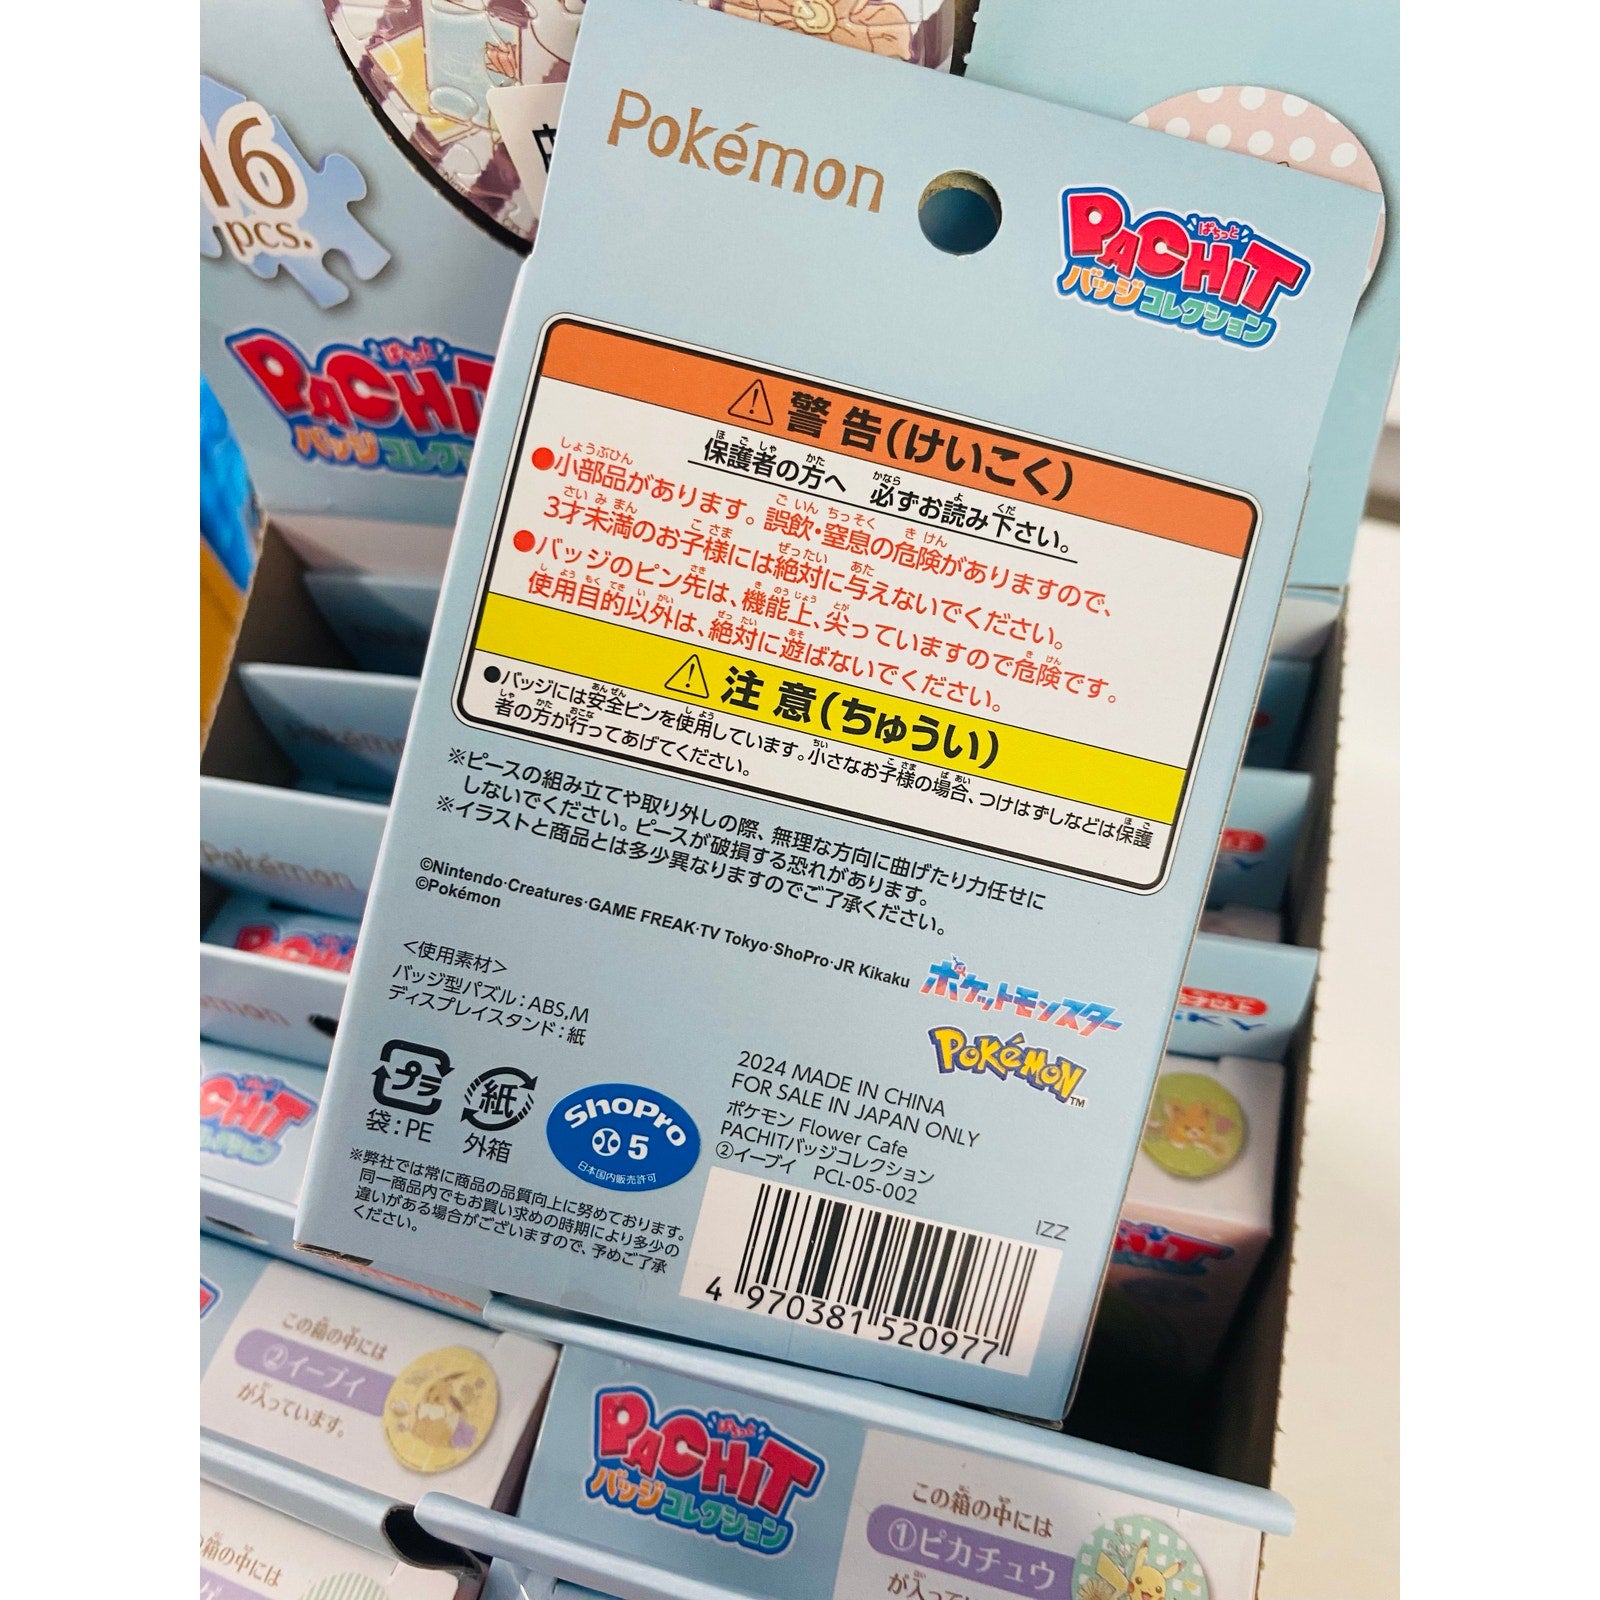 16
pcs.
ぱちっと
PACHIT
バッジコレクション
Pokémon
ぱちっと
PACHIT
バッジコレクション
⚠警告(けいこく)
保護者の方へ 必ずお読み下さい。
●小部品があります。誤飲・窒息の危険がありますので、
3才未満のお子様には絶対に与えないでください。
●バッジのピン先は、機能上、尖っていますので危険です。
使用目的以外は、絶対に遊ばないでください。
⚠注意(ちゅうい)
●バッジには安全ピンを使用しています。小さなお子様の場合、つけはずしなどは保護
者の方が行ってあげてください。
※ピースの組み立てや取り外しの際、無理な方向に曲げたり力任せに
しないでください。ピースが破損する恐れがあります。
※イラストと商品とは多少異なりますのでご了承ください。
©Nintendo·Creatures·GAME FREAK·TV Tokyo·ShoPro·JR Kikaku
©Pokémon
ポケットモンスター
POKéMON™
<使用素材>
バッジ型パズル:ABS,M
ディスプレイスタンド:紙
プラ
袋:PE
紙
外箱
ShoPro
5
日本国内販売許可
2024 MADE IN CHINA
FOR SALE IN JAPAN ONLY
ポケモン Flower Cafe
PACHITバッジコレクション
②イーブイ PCL-05-002
IZZ
※弊社では常に商品の品質向上に努めております。
同一商品内でもお買い求めの時期により多少の
違いがある場合がございますので、予めご了承
ください。
4 970381 520977
Pokémon
この箱の中には
②イーブイ
が入っています。
ぱちっと
PACHIT
バッジコレクション
この箱の中には
①ピカチュウ